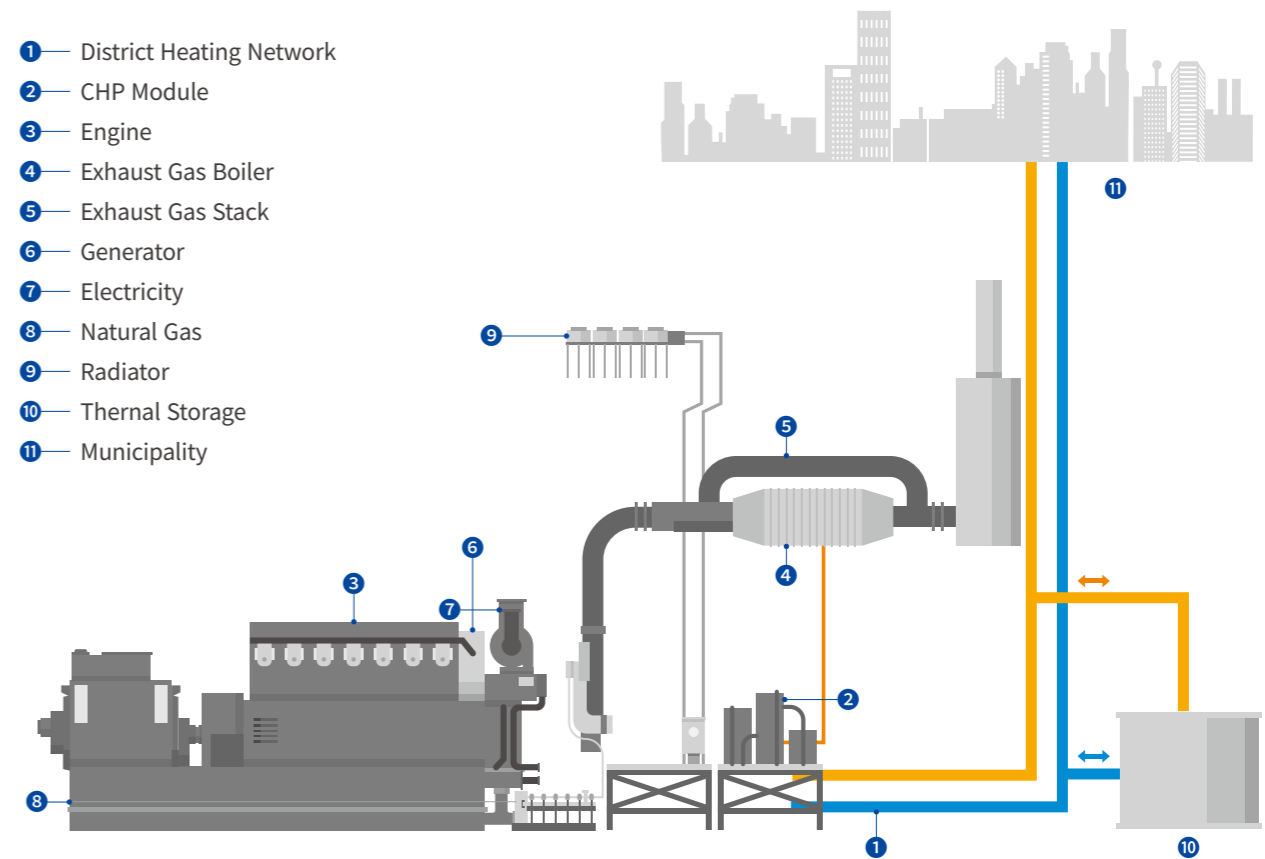 1 District Heating Network
2 CHP Module
3 Engine
4 Exhaust Gas Boiler
5 Exhaust Gas Stack
6 Generator
7 Electricity
8 Natural Gas
9 Radiator
10 Thernal Storage
11 Municipality
11
9
5
6
4
3
7
2
8
1
10